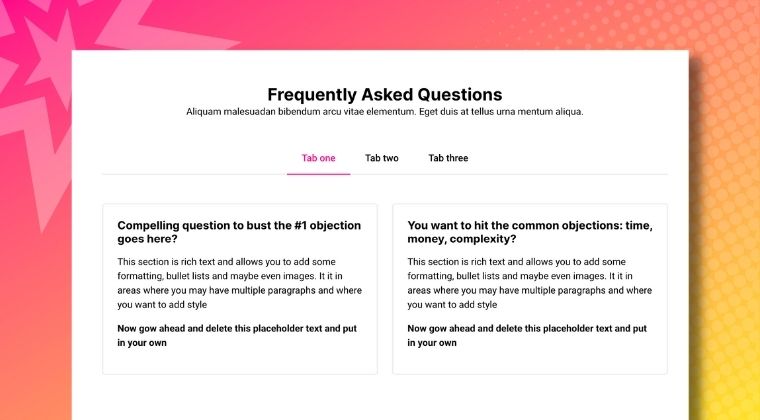 Frequently Asked Questions
Aliquam malesuadan bibendum arcu vitae elementum. Eget duis at tellus urna mentum aliqua.
Tab one
Tab two
Tab three
Compelling question to bust the #1 objection
goes here?
This section is rich text and allows you to add some
formatting, bullet lists and maybe even images. It it in
areas where you may have multiple paragraphs and where
you want to add style
Now gow ahead and delete this placeholder text and put
in your own
You want to hit the common objections: time,
money, complexity?
This section is rich text and allows you to add some
formatting, bullet lists and maybe even images. It it in
areas where you may have multiple paragraphs and where
you want to add style
Now gow ahead and delete this placeholder text and put
in your own